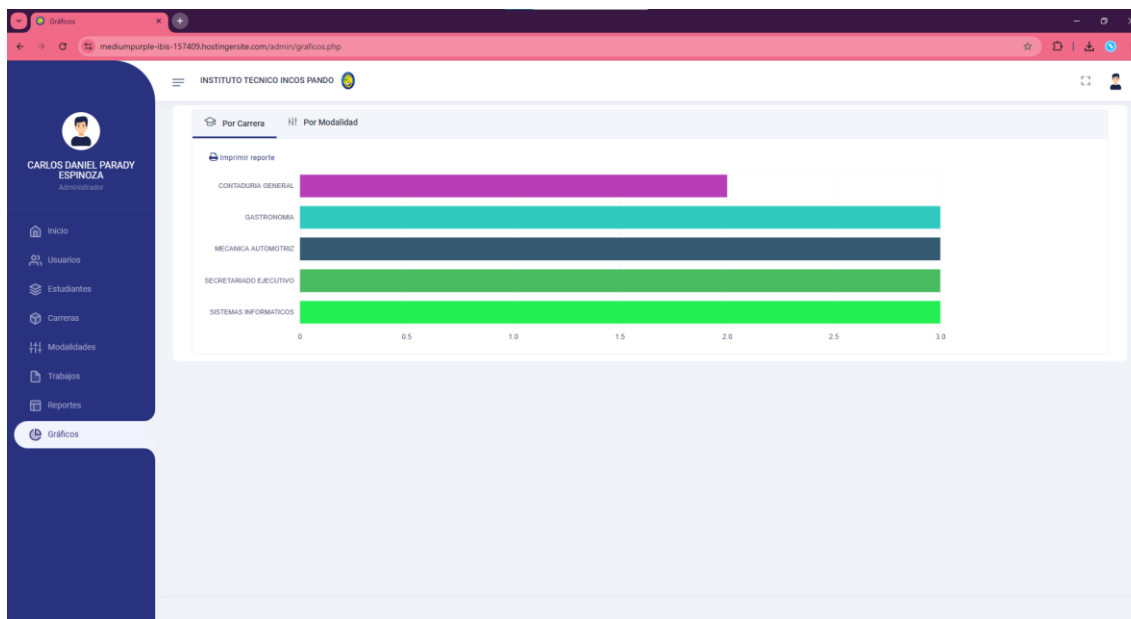 Gráficos
mediumpurple-ibis-157409.hostingersite.com/admin/graficos.php
INSTITUTO TECNICO INCOS PANDO
CARLOS DANIEL PARADY
ESPINOZA
Administrador
Inicio
Usuarios
Estudiantes
Carreras
Modalidades
Trabajos
Reportes
Gráficos
Por Carrera Por Modalidad
Imprimir reporte
CONTADURIA GENERAL
GASTRONOMIA
MECANICA AUTOMOTRIZ
SECRETARIADO EJECUTIVO
SISTEMAS INFORMATICOS
0 0.5 1.0 1.5 2.0 2.5 3.0